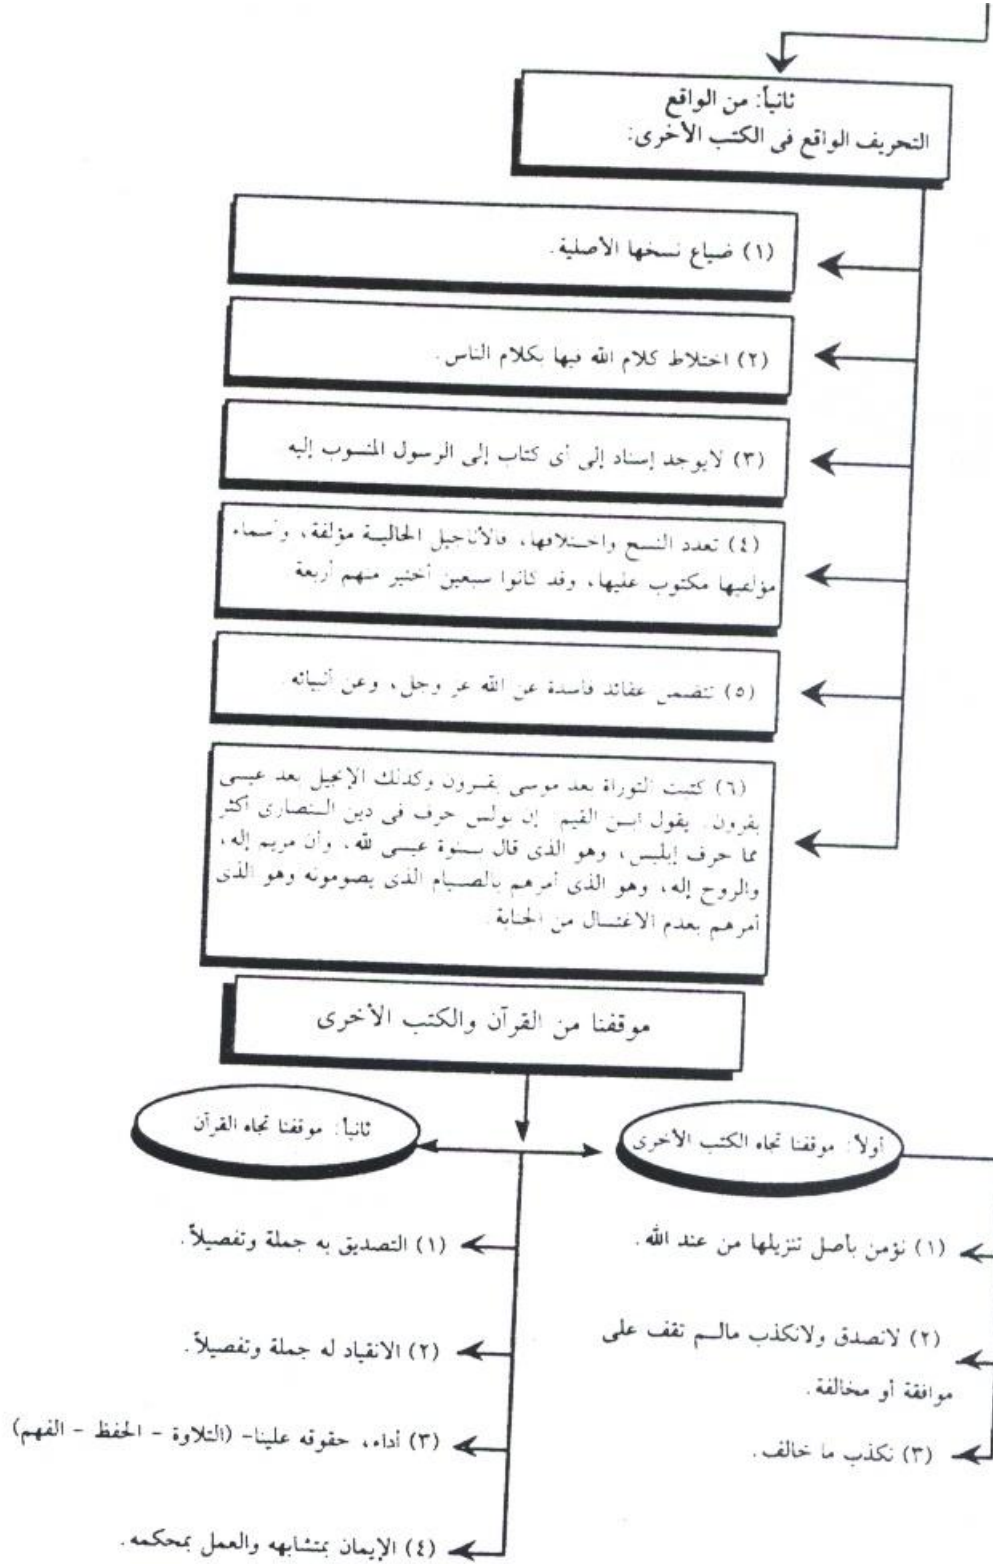 ثانياً: من الواقع
التحريف الواقع فى الكتب الأخرى:
(١) ضياع نسخها الأصلية.
(٢) اختلاط كلام الله فيها بكلام الناس.
(٣) لايوجد إسناد إلى أى كتاب إلى الرسول المنسوب إليه
(٤) تعدد النسخ واختلافها، فالأناجيل الحالية مؤلفة، وأسماء
مؤلفيها مكتوب عليها، وقد كانوا سبعين أختير منهم أربعة
(٥) تتضمن عقائد فاسدة عن الله عز وجل، وعن أنبيائه.
(٦) كتبت التوراة بعد موسى بقرون وكذلك الإنجيل بعد عيسى
بقرون. يقول ابن القيم: إن بولس حرف فى دين النصارى أكثر
مما حرف إبليس، وهو الذى قال ببنوة عيسى لله، وأن مريم إله،
والروح إله، وهو الذى أمرهم بالصيام الذى يصومونه وهو الذى
أمرهم بعدم الاغتسال من الجنابة.
موقفنا من القرآن والكتب الأخرى
أولاً: موقفنا تجاه الكتب الأخرى
(١) نؤمن بأصل تنزيلها من عند الله.
(٢) لانصدق ولانكذب مالم تقف على
موافقة أو مخالفة.
(٣) نكذب ما خالف.
ثانياً: موقفنا تجاه القرآن
(١) التصديق به جملة وتفصيلاً.
(٢) الانقياد له جملة وتفصيلاً.
(٣) أداء، حقوقه علينا- (التلاوة - الحفظ - الفهم)
(٤) الإيمان بمتشابهه والعمل بمحكمه.